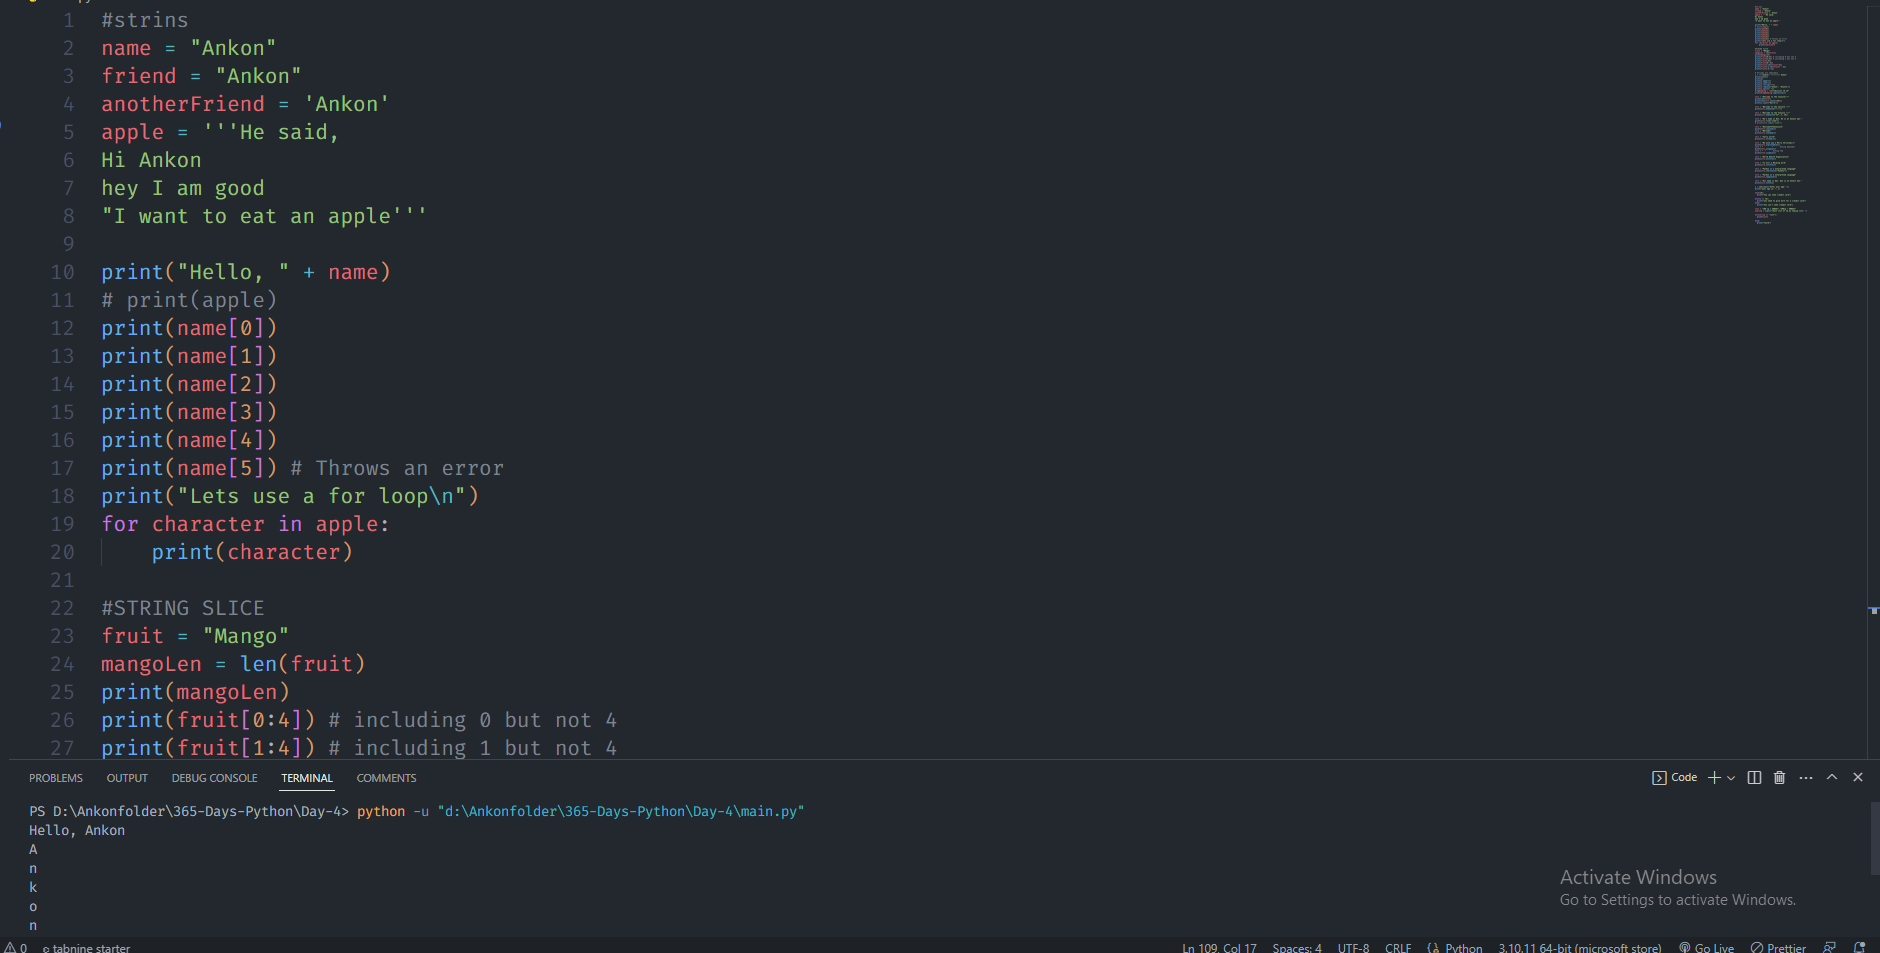 1 #strins
2 name = "Ankon"
3 friend = "Ankon"
4 anotherFriend = 'Ankon'
5 apple = '''He said,
6 Hi Ankon
7 hey I am good
8 "I want to eat an apple'''
9
10 print("Hello, " + name)
11 # print(apple)
12 print(name[0])
13 print(name[1])
14 print(name[2])
15 print(name[3])
16 print(name[4])
17 print(name[5]) # Throws an error
18 print("Lets use a for loop\n")
19 for character in apple:
20     print(character)
21
22 #STRING SLICE
23 fruit = "Mango"
24 mangoLen = len(fruit)
25 print(mangoLen)
26 print(fruit[0:4]) # including 0 but not 4
27 print(fruit[1:4]) # including 1 but not 4
PROBLEMS OUTPUT DEBUG CONSOLE TERMINAL COMMENTS Code
PS D:\Ankonfolder\365-Days-Python\Day-4> python -u "d:\Ankonfolder\365-Days-Python\Day-4\main.py"
Hello, Ankon
A
n
k
o
n
Activate Windows
Go to Settings to activate Windows.
0 tabnine starter Ln 109, Col 17 Spaces: 4 UTF-8 CRLF Python 3.10.11 64-bit (microsoft store) Go Live Prettier